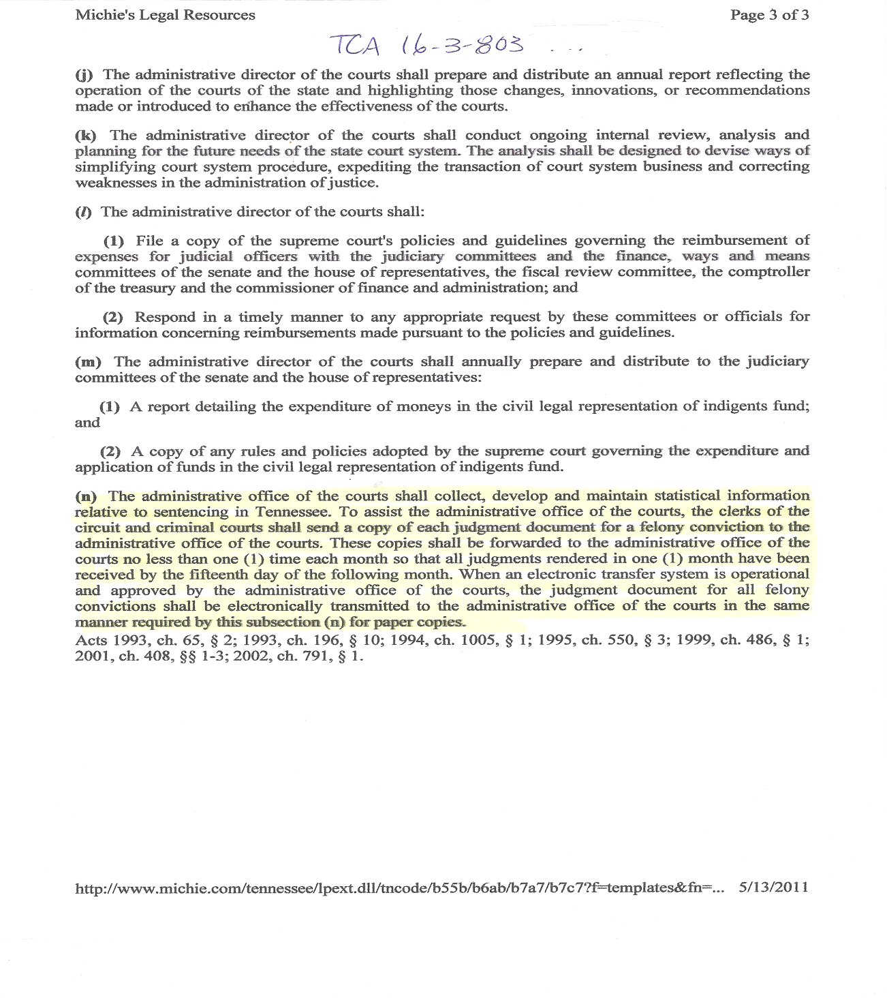 Michie's Legal Resources Page 3 of 3
TCA 16-3-803 ...
(j) The administrative director of the courts shall prepare and distribute an annual report reflecting the
operation of the courts of the state and highlighting those changes, innovations, or recommendations
made or introduced to enhance the effectiveness of the courts.
(k) The administrative director of the courts shall conduct ongoing internal review, analysis and
planning for the future needs of the state court system. The analysis shall be designed to devise ways of
simplifying court system procedure, expediting the transaction of court system business and correcting
weaknesses in the administration of justice.
(l) The administrative director of the courts shall:
(1) File a copy of the supreme court's policies and guidelines governing the reimbursement of
expenses for judicial officers with the judiciary committees and the finance, ways and means
committees of the senate and the house of representatives, the fiscal review committee, the comptroller
of the treasury and the commissioner of finance and administration; and
(2) Respond in a timely manner to any appropriate request by these committees or officials for
information concerning reimbursements made pursuant to the policies and guidelines.
(m) The administrative director of the courts shall annually prepare and distribute to the judiciary
committees of the senate and the house of representatives:
(1) A report detailing the expenditure of moneys in the civil legal representation of indigents fund;
and
(2) A copy of any rules and policies adopted by the supreme court governing the expenditure and
application of funds in the civil legal representation of indigents fund.
(n) The administrative office of the courts shall collect, develop and maintain statistical information
relative to sentencing in Tennessee. To assist the administrative office of the courts, the clerks of the
circuit and criminal courts shall send a copy of each judgment document for a felony conviction to the
administrative office of the courts. These copies shall be forwarded to the administrative office of the
courts no less than one (1) time each month so that all judgments rendered in one (1) month have been
received by the fifteenth day of the following month. When an electronic transfer system is operational
and approved by the administrative office of the courts, the judgment document for all felony
convictions shall be electronically transmitted to the administrative office of the courts in the same
manner required by this subsection (n) for paper copies.
Acts 1993, ch. 65, § 2; 1993, ch. 196, § 10; 1994, ch. 1005, § 1; 1995, ch. 550, § 3; 1999, ch. 486, § 1;
2001, ch. 408, §§ 1-3; 2002, ch. 791, § 1.
http://www.michie.com/tennessee/lpext.dll/tncode/b55b/b6ab/b7a7/b7c7?f=templates&fn=... 5/13/2011